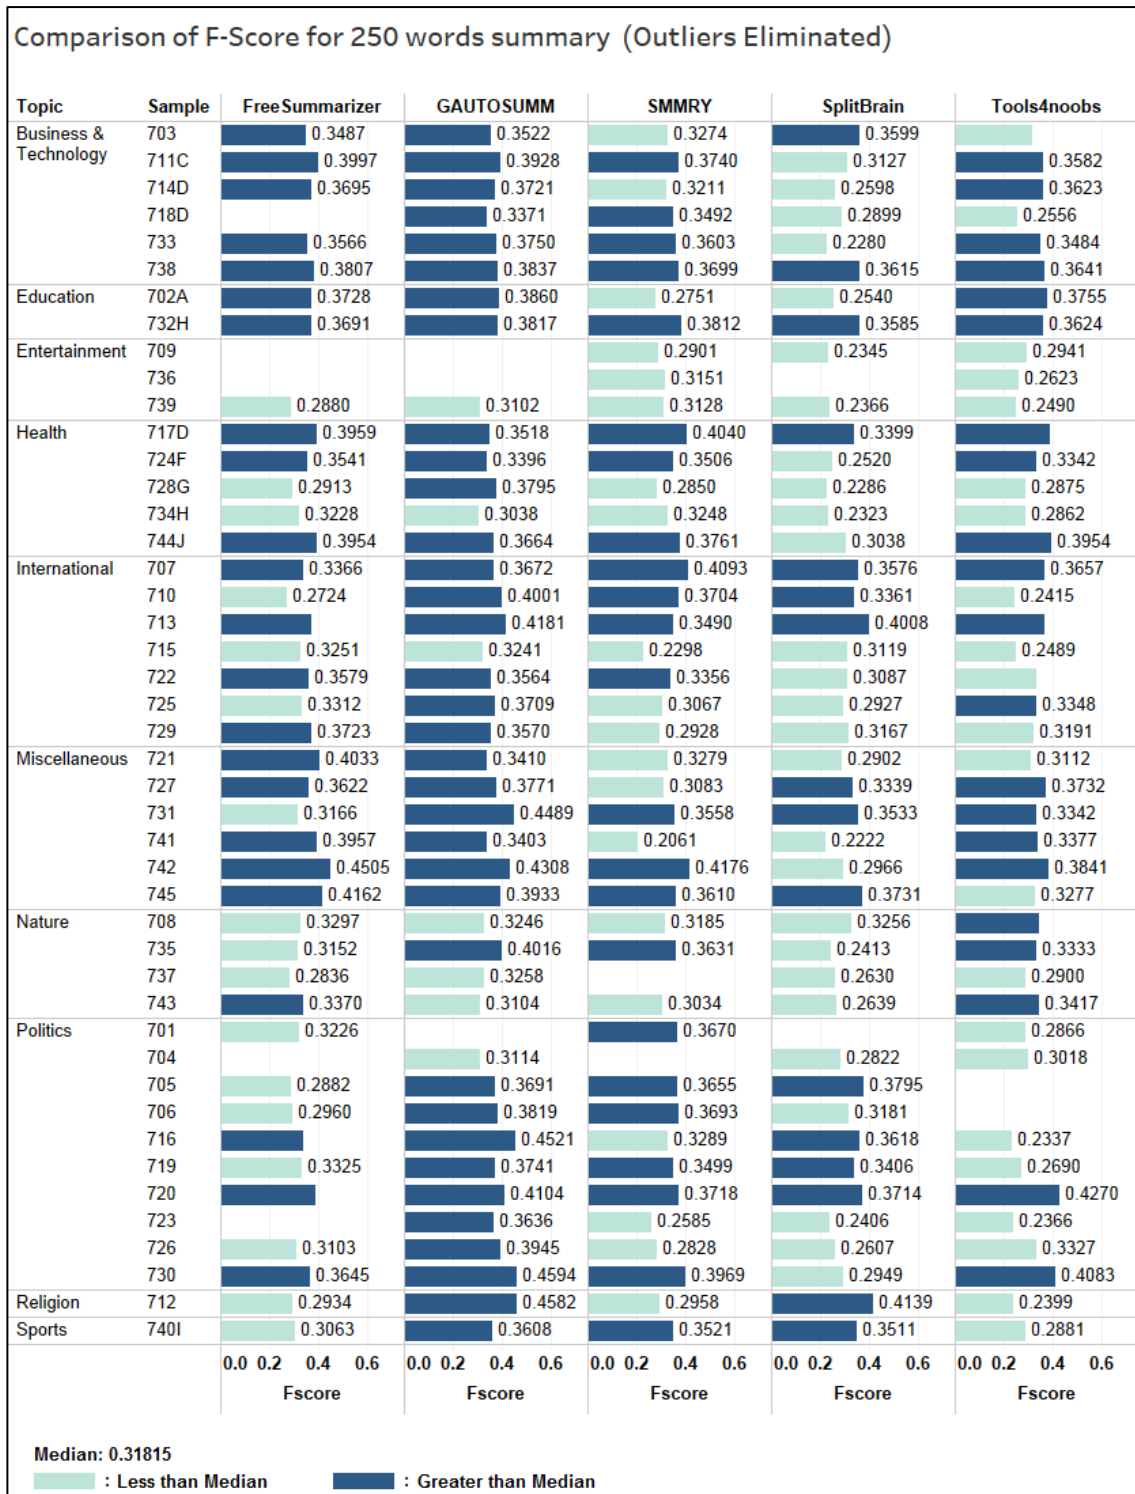 Comparison of F-Score for 250 words summary (Outliers Eliminated)
Topic Sample FreeSummarizer GAUTOSUMM SMMRY SplitBrain Tools4noobs
Business & Technology 703 0.3487 0.3522 0.3274 0.3599
711C 0.3997 0.3928 0.3740 0.3127 0.3582
714D 0.3695 0.3721 0.3211 0.2598 0.3623
718D 0.3371 0.3492 0.2899 0.2556
733 0.3566 0.3750 0.3603 0.2280 0.3484
738 0.3807 0.3837 0.3699 0.3615 0.3641
Education 702A 0.3728 0.3860 0.2751 0.2540 0.3755
732H 0.3691 0.3817 0.3812 0.3585 0.3624
Entertainment 709 0.2901 0.2345 0.2941
736 0.3151 0.2623
739 0.2880 0.3102 0.3128 0.2366 0.2490
Health 717D 0.3959 0.3518 0.4040 0.3399
724F 0.3541 0.3396 0.3506 0.2520 0.3342
728G 0.2913 0.3795 0.2850 0.2286 0.2875
734H 0.3228 0.3038 0.3248 0.2323 0.2862
744J 0.3954 0.3664 0.3761 0.3038 0.3954
International 707 0.3366 0.3672 0.4093 0.3576 0.3657
710 0.2724 0.4001 0.3704 0.3361 0.2415
713 0.4181 0.3490 0.4008
715 0.3251 0.3241 0.2298 0.3119 0.2489
722 0.3579 0.3564 0.3356 0.3087
725 0.3312 0.3709 0.3067 0.2927 0.3348
729 0.3723 0.3570 0.2928 0.3167 0.3191
Miscellaneous 721 0.4033 0.3410 0.3279 0.2902 0.3112
727 0.3622 0.3771 0.3083 0.3339 0.3732
731 0.3166 0.4489 0.3558 0.3533 0.3342
741 0.3957 0.3403 0.2061 0.2222 0.3377
742 0.4505 0.4308 0.4176 0.2966 0.3841
745 0.4162 0.3933 0.3610 0.3731 0.3277
Nature 708 0.3297 0.3246 0.3185 0.3256
735 0.3152 0.4016 0.3631 0.2413 0.3333
737 0.2836 0.3258 0.2630 0.2900
743 0.3370 0.3104 0.3034 0.2639 0.3417
Politics 701 0.3226 0.3670 0.2866
704 0.3114 0.2822 0.3018
705 0.2882 0.3691 0.3655 0.3795
706 0.2960 0.3819 0.3693 0.3181
716 0.4521 0.3289 0.3618 0.2337
719 0.3325 0.3741 0.3499 0.3406 0.2690
720 0.4104 0.3718 0.3714 0.4270
723 0.3636 0.2585 0.2406 0.2366
726 0.3103 0.3945 0.2828 0.2607 0.3327
730 0.3645 0.4594 0.3969 0.2949 0.4083
Religion 712 0.2934 0.4582 0.2958 0.4139 0.2399
Sports 740I 0.3063 0.3608 0.3521 0.3511 0.2881
0.0 0.2 0.4 0.6 0.0 0.2 0.4 0.6 0.0 0.2 0.4 0.6 0.0 0.2 0.4 0.6 0.0 0.2 0.4 0.6
Fscore Fscore Fscore Fscore Fscore
Median: 0.31815
: Less than Median : Greater than Median